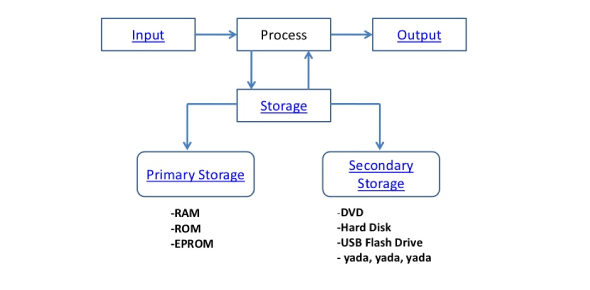 Input
Process
Output
Storage
Primary Storage
Secondary
Storage
-RAM
-ROM
-EPROM
-DVD
-Hard Disk
-USB Flash Drive
- yada, yada, yada